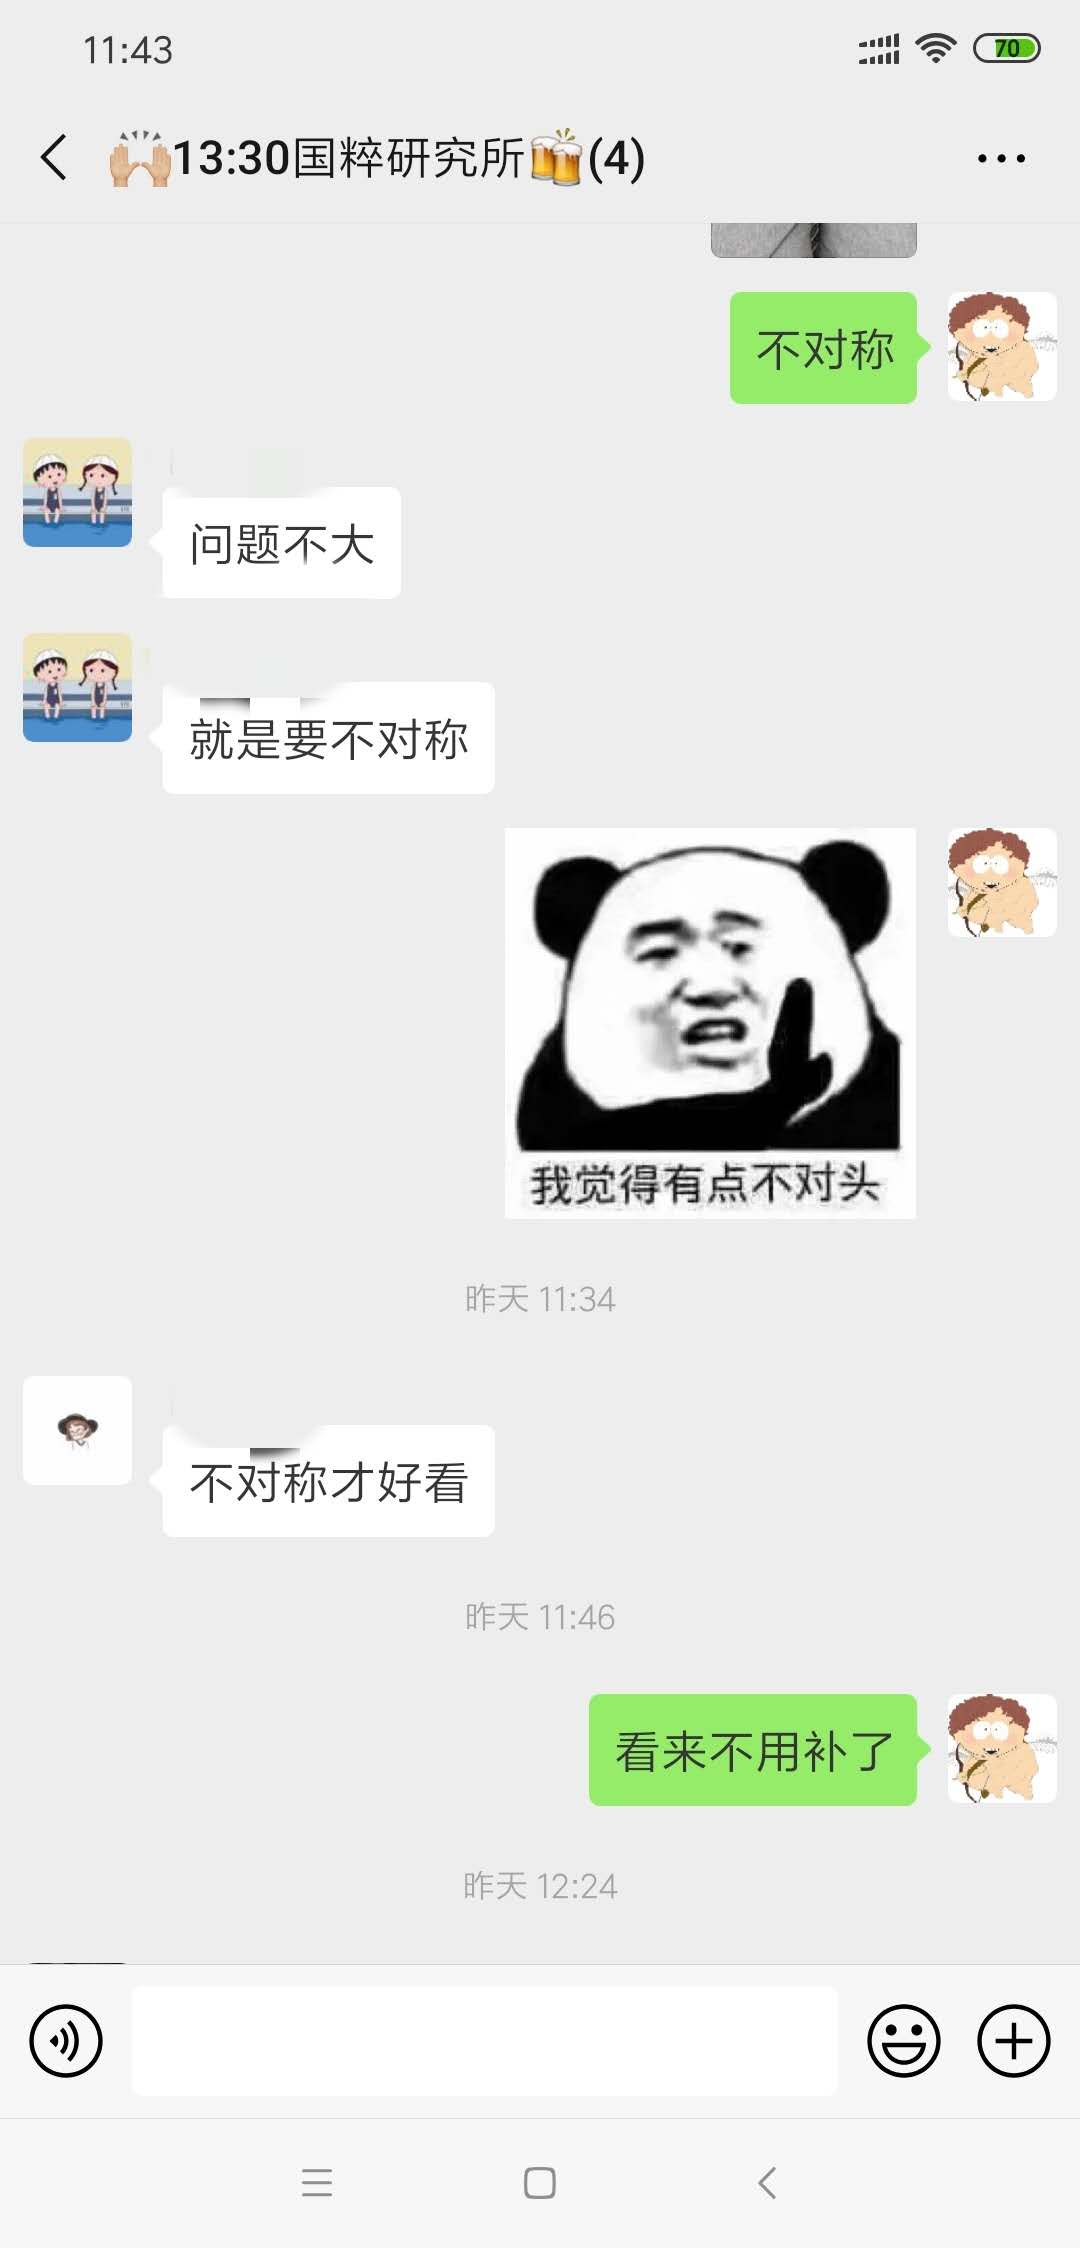 11:43
70
🙌🏼13:30国粹研究所🍻(4)
不对称
问题不大
就是要不对称
我觉得有点不对头
昨天 11:34
不对称才好看
昨天 11:46
看来不用补了
昨天 12:24